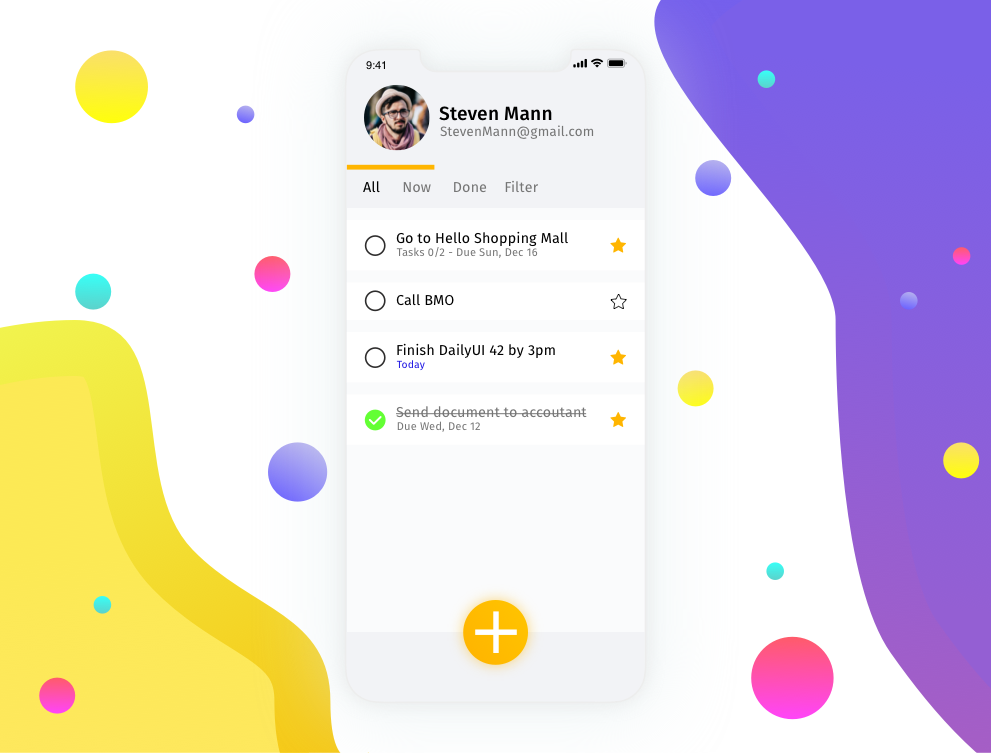 9:41
Steven Mann
StevenMann@gmail.com
All Now Done Filter
Go to Hello Shopping Mall
Tasks 0/2 - Due Sun, Dec 16
Call BMO
Finish DailyUI 42 by 3pm
Today
Send document to accoutant
Due Wed, Dec 12